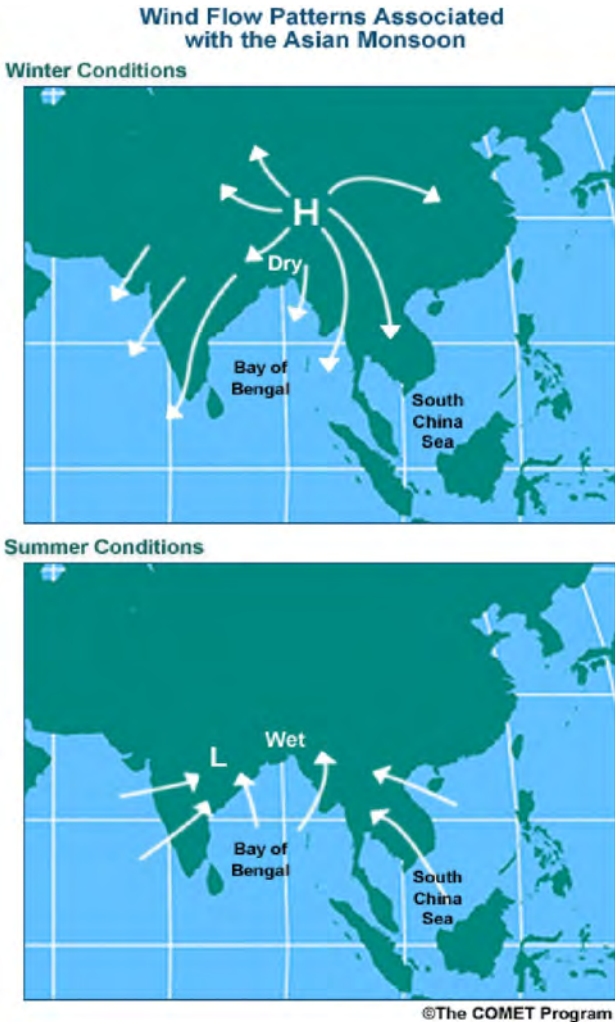 Wind Flow Patterns Associated
with the Asian Monsoon
Winter Conditions
H
Dry
Bay of
Bengal
South
China
Sea
Summer Conditions
L
Wet
Bay of
Bengal
South
China
Sea
©The COMET Program